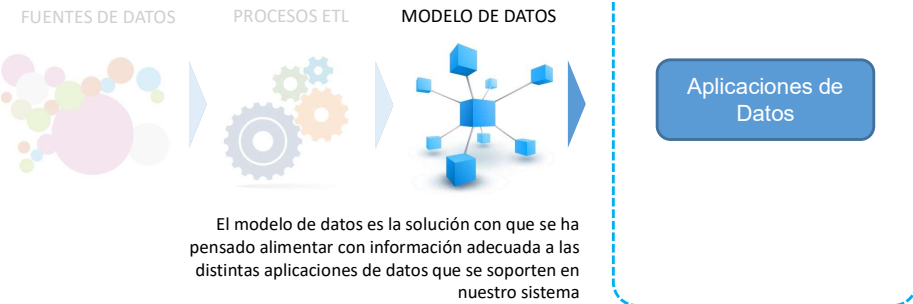 FUENTES DE DATOS
PROCESOS ETL
MODELO DE DATOS
Aplicaciones de
Datos
El modelo de datos es la solución con que se ha
pensado alimentar con información adecuada a las
distintas aplicaciones de datos que se soporten en
nuestro sistema